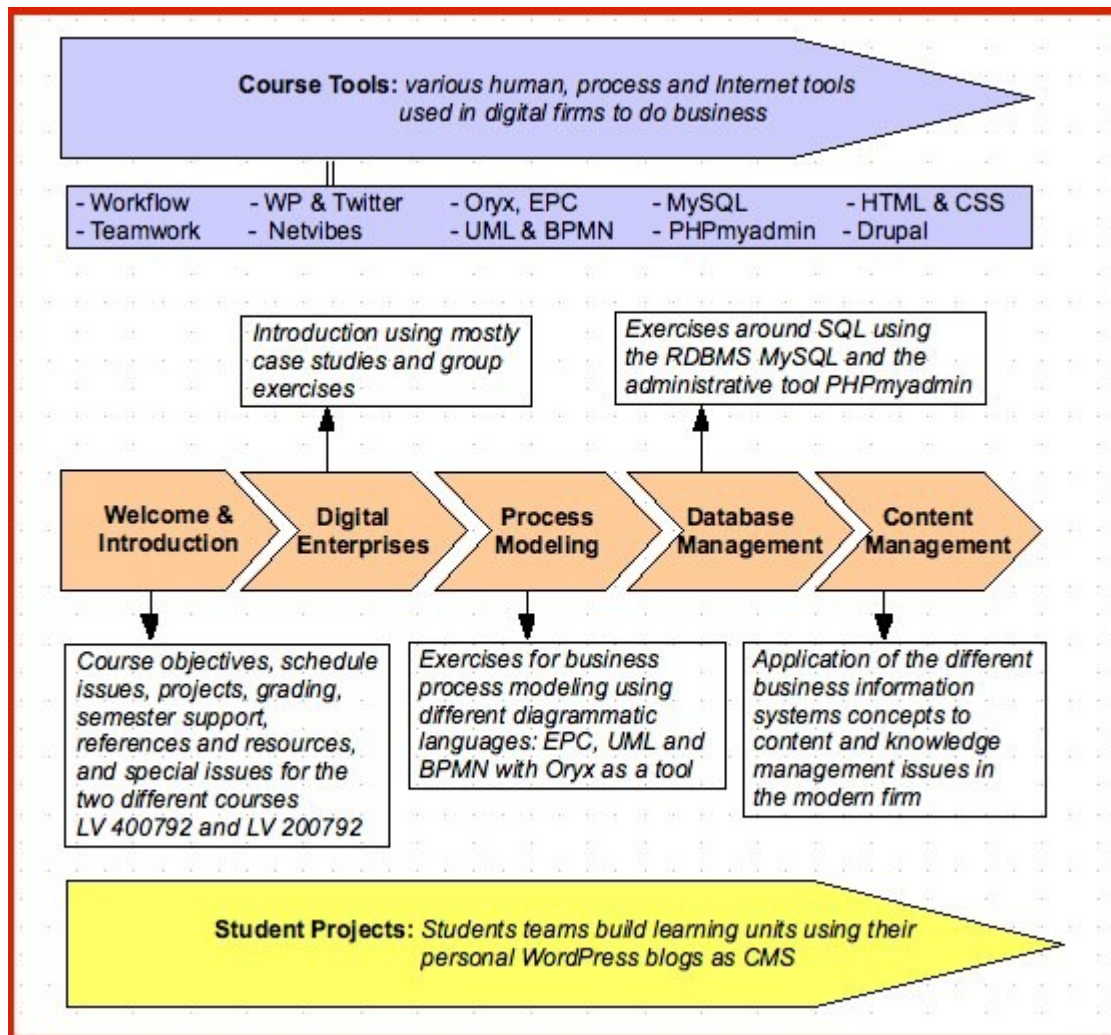 Course Tools: various human, process and Internet tools
used in digital firms to do business
- Workflow
- Teamwork
- WP & Twitter
- Netvibes
- Oryx, EPC
- UML & BPMN
- MySQL
- PHPmyadmin
- HTML & CSS
- Drupal
Introduction using mostly
case studies and group
exercises
Exercises around SQL using
the RDBMS MySQL and the
administrative tool PHPmyadmin
Welcome &
Introduction
Digital
Enterprises
Process
Modeling
Database
Management
Content
Management
Course objectives, schedule
issues, projects, grading,
semester support,
references and resources,
and special issues for the
two different courses
LV 400792 and LV 200792
Exercises for business
process modeling using
different diagrammatic
languages: EPC, UML and
BPMN with Oryx as a tool
Application of the different
business information
systems concepts to
content and knowledge
management issues in
the modern firm
Student Projects: Students teams build learning units using their
personal WordPress blogs as CMS